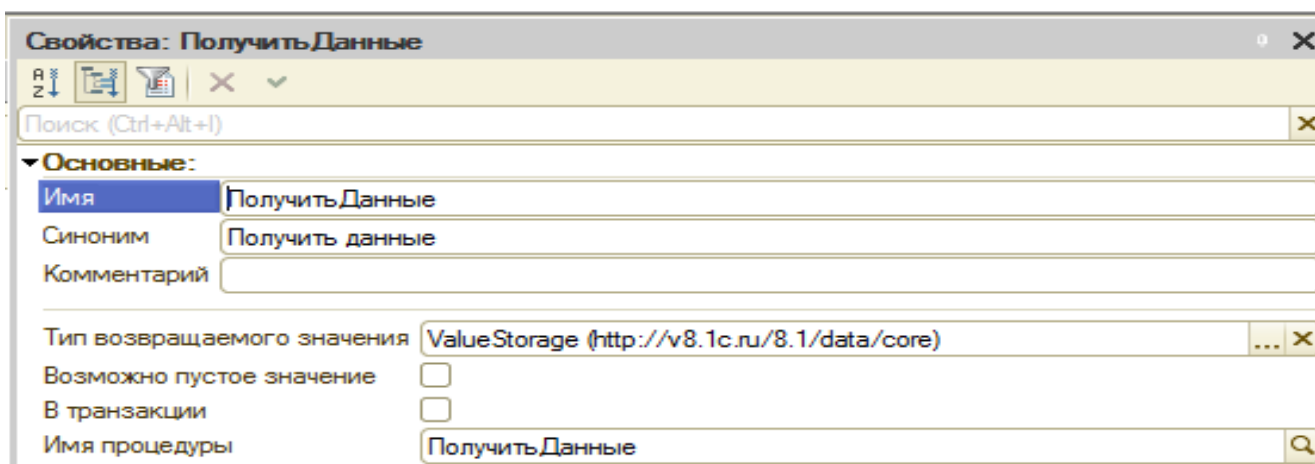 Свойства: ПолучитьДанные
Поиск (Ctrl+Alt+I)
Основные:
Имя ПолучитьДанные
Синоним Получить данные
Комментарий
Тип возвращаемого значения ValueStorage (http://v8.1c.ru/8.1/data/core) ...
Возможно пустое значение
В транзакции
Имя процедуры ПолучитьДанные